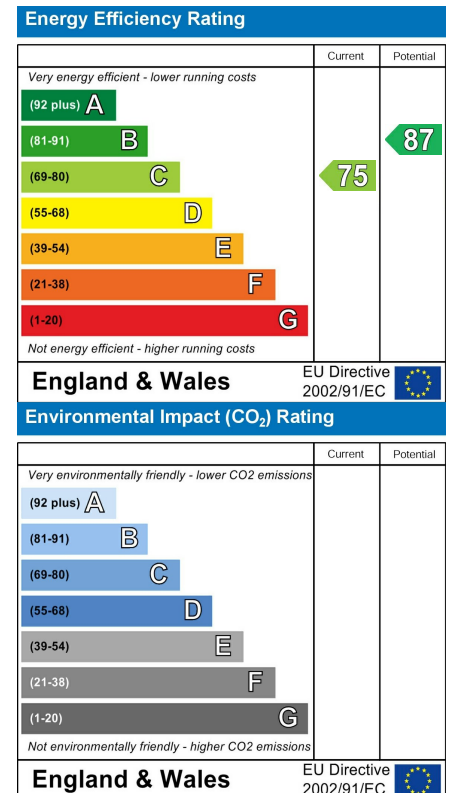 Energy Efficiency Rating
Current Potential
Very energy efficient - lower running costs
(92 plus) A
(81-91) B 87
(69-80) C 75
(55-68) D
(39-54) E
(21-38) F
(1-20) G
Not energy efficient - higher running costs
England & Wales EU Directive 2002/91/EC
Environmental Impact (CO₂) Rating
Current Potential
Very environmentally friendly - lower CO2 emissions
(92 plus) A
(81-91) B
(69-80) C
(55-68) D
(39-54) E
(21-38) F
(1-20) G
Not environmentally friendly - higher CO2 emissions
England & Wales EU Directive 2002/91/EC